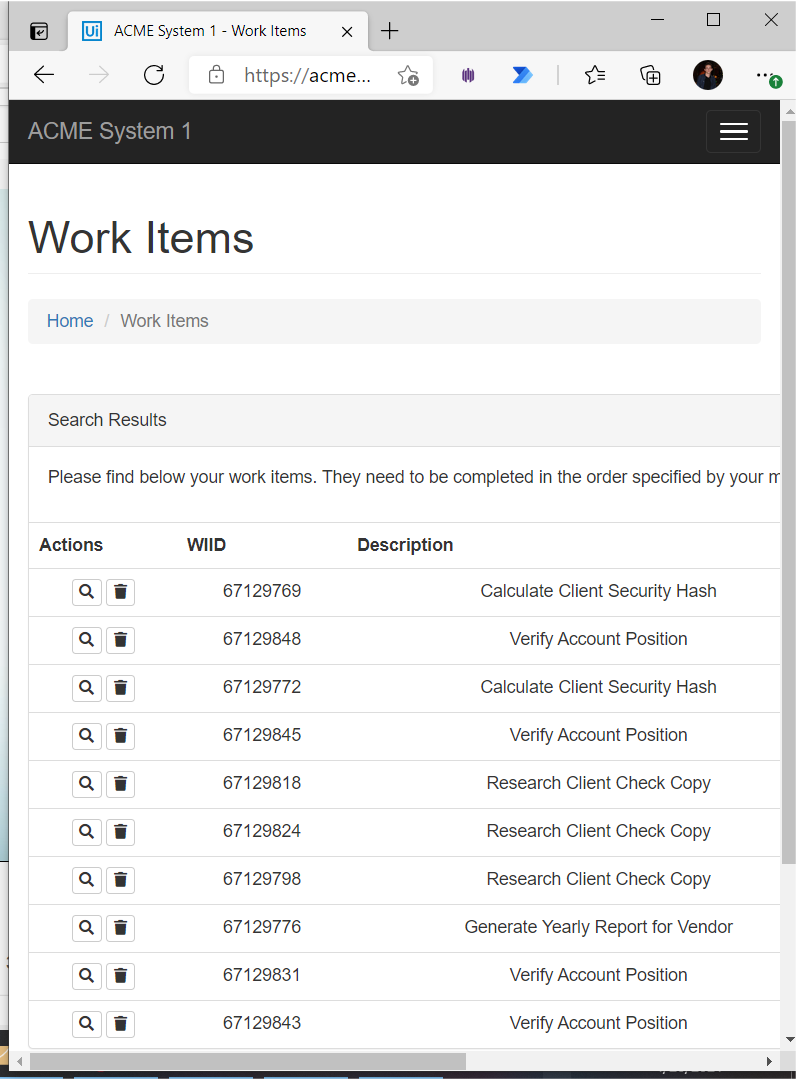 Ui ACME System 1 - Work Items
https://acme...
ACME System 1
Work Items
Home / Work Items
Search Results
Please find below your work items. They need to be completed in the order specified by your m
Actions WIID Description
67129769 Calculate Client Security Hash
67129848 Verify Account Position
67129772 Calculate Client Security Hash
67129845 Verify Account Position
67129818 Research Client Check Copy
67129824 Research Client Check Copy
67129798 Research Client Check Copy
67129776 Generate Yearly Report for Vendor
67129831 Verify Account Position
67129843 Verify Account Position